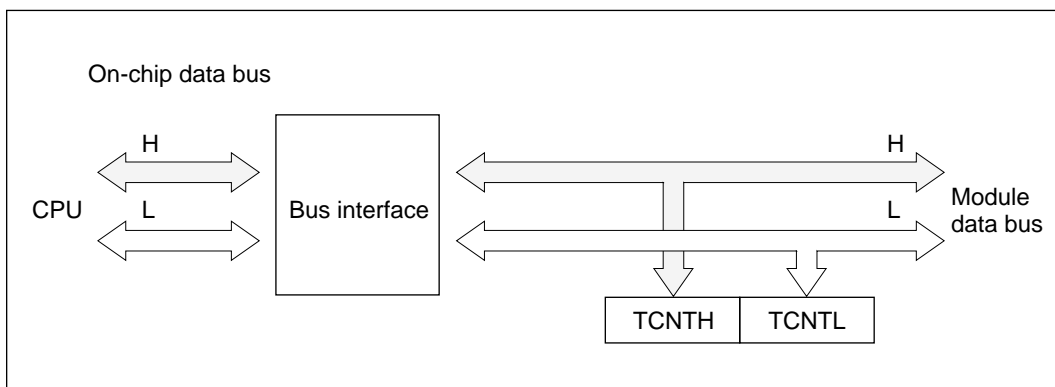 On-chip data bus
H
H
CPU
L
Bus interface
L
Module
data bus
TCNTH
TCNTL